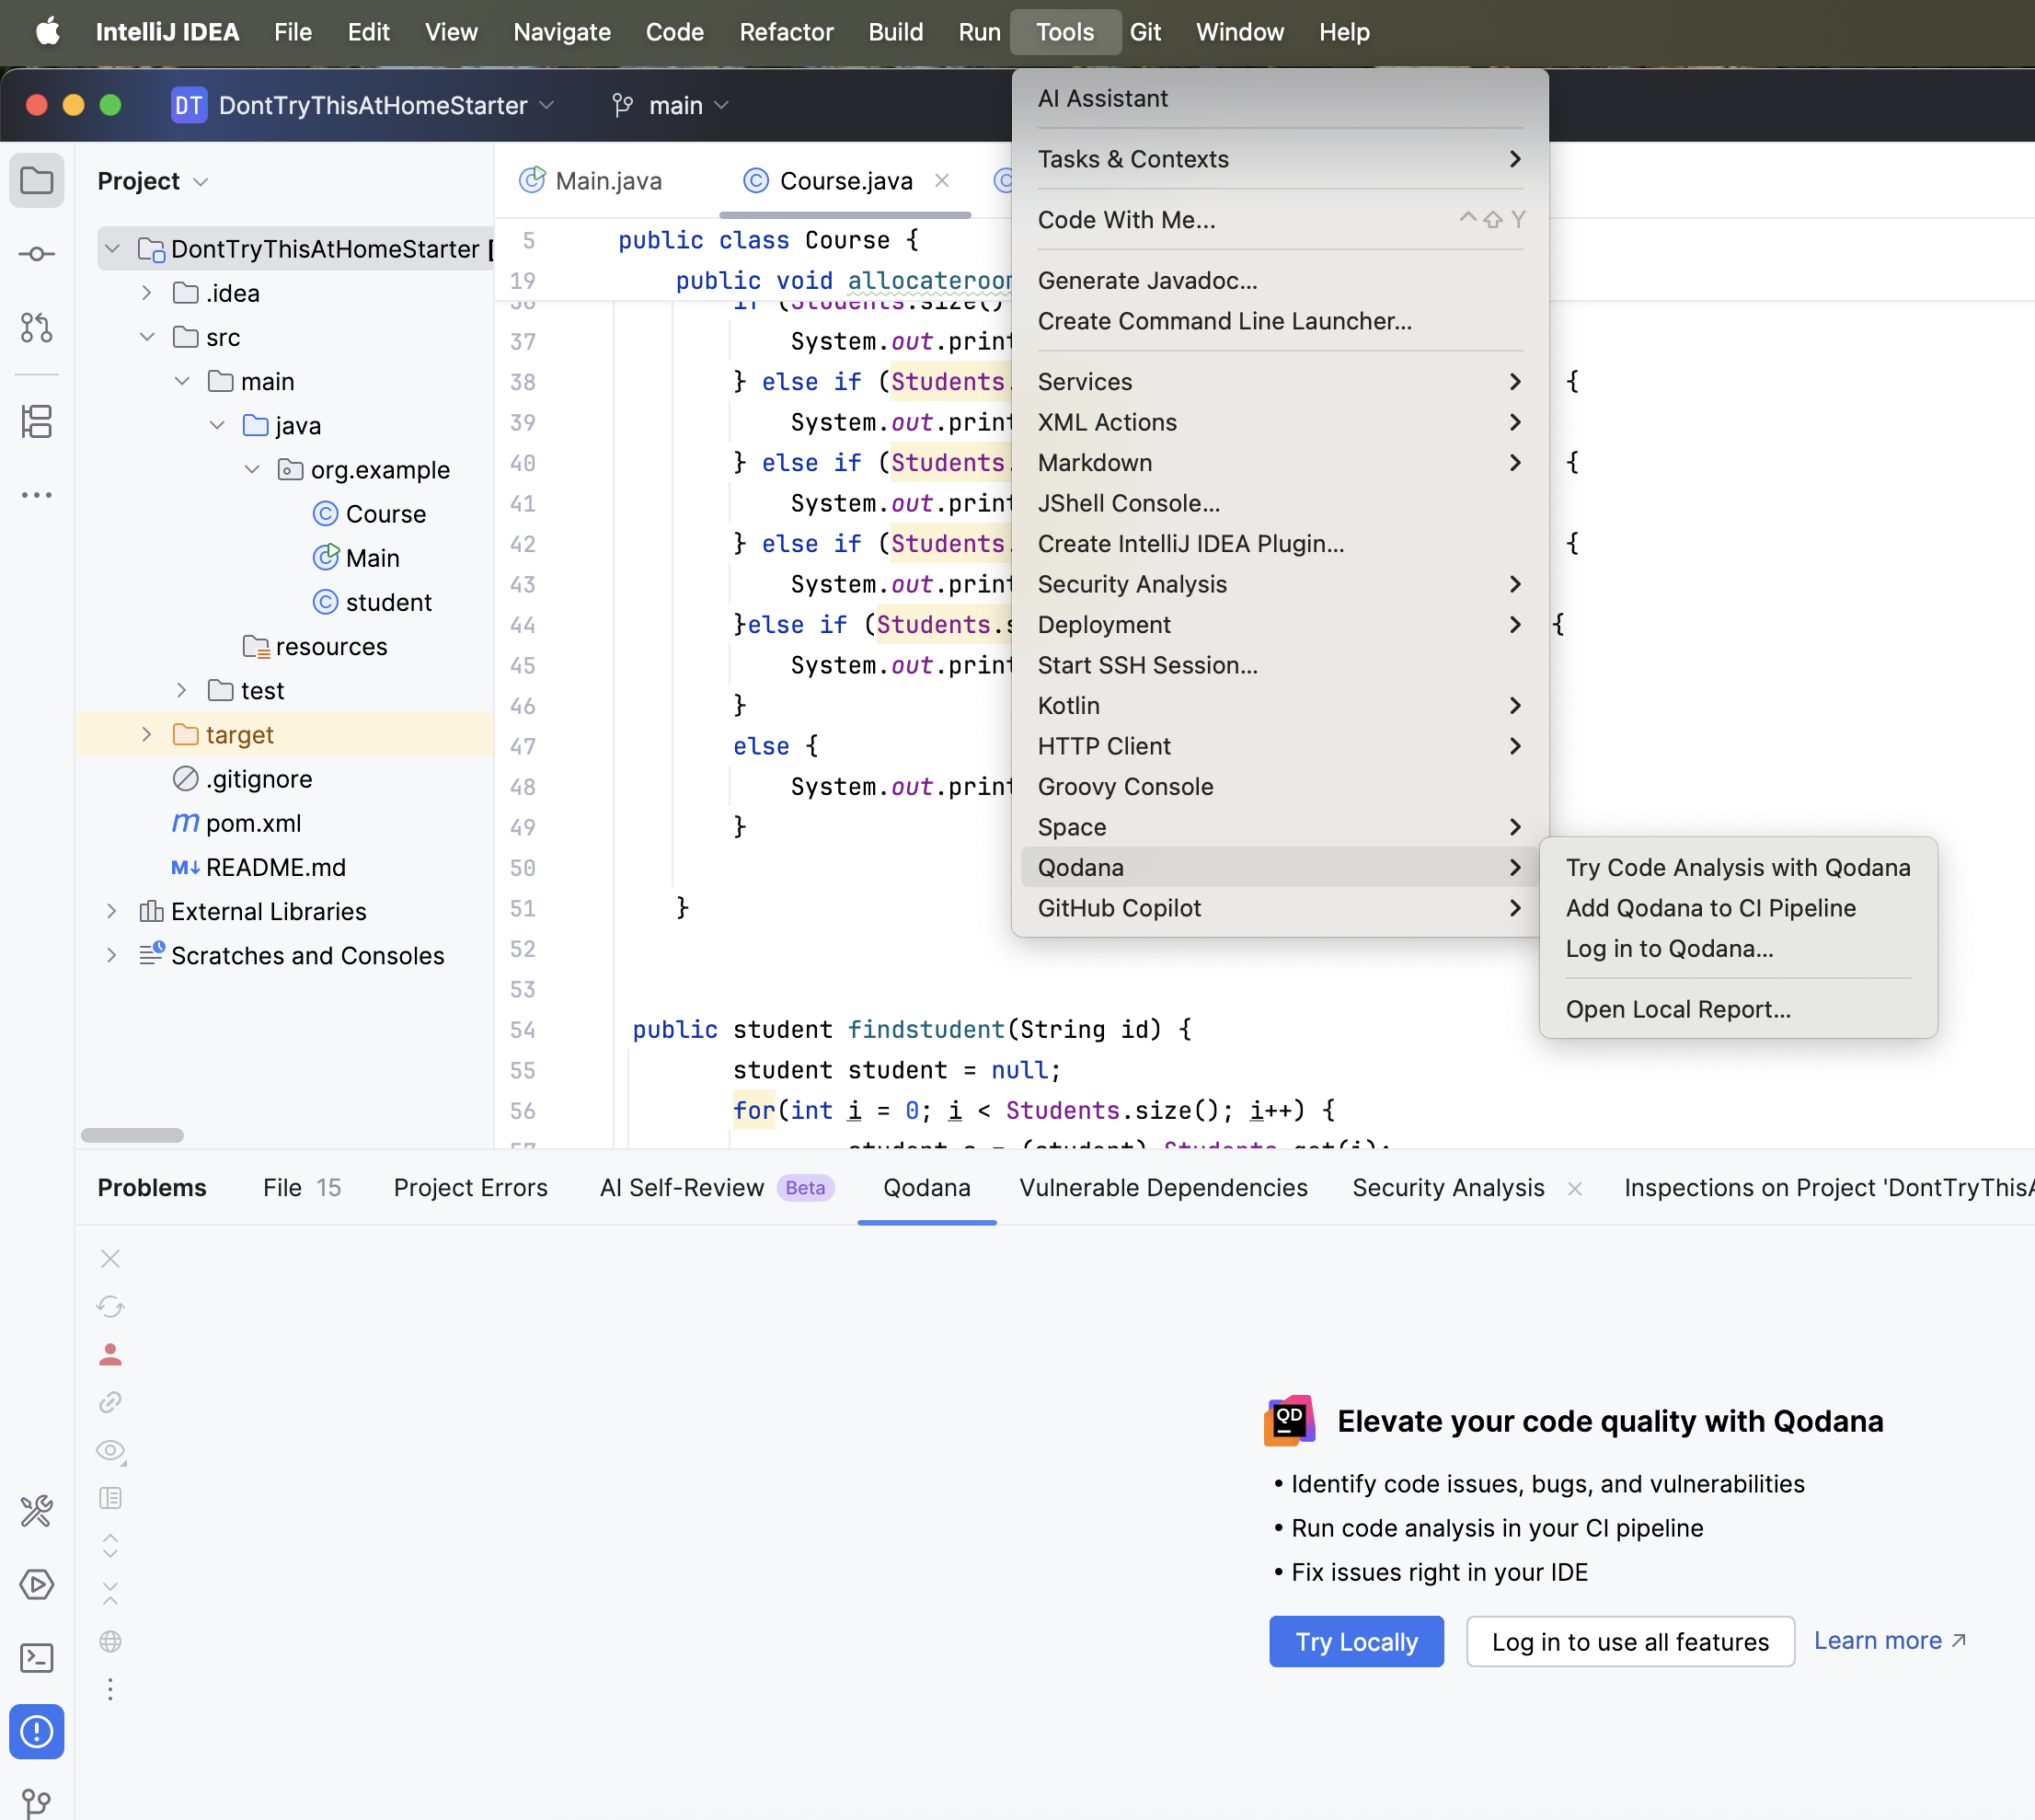 IntelliJ IDEA File Edit View Navigate Code Refactor Build Run Tools Git Window Help
DT DontTryThisAtHomeStarter main
Project
DontTryThisAtHomeStarter [
.idea
src
main
java
org.example
Course
Main
student
resources
test
target
.gitignore
pom.xml
README.md
External Libraries
Scratches and Consoles
Main.java Course.java
5 public class Course {
19 public void allocateroom
36 if (Students.size()
37 System.out.print
38 } else if (Students. {
39 System.out.print
40 } else if (Students. {
41 System.out.print
42 } else if (Students. {
43 System.out.print
44 }else if (Students.s {
45 System.out.print
46 }
47 else {
48 System.out.print
49 }
50
51 }
52
53
54 public student findstudent(String id) {
55 student student = null;
56 for(int i = 0; i < Students.size(); i++) {
57 student s = (student) Students.get(i);
AI Assistant
Tasks & Contexts
Code With Me... ^⇧Y
Generate Javadoc...
Create Command Line Launcher...
Services
XML Actions
Markdown
JShell Console...
Create IntelliJ IDEA Plugin...
Security Analysis
Deployment
Start SSH Session...
Kotlin
HTTP Client
Groovy Console
Space
Qodana
GitHub Copilot
Try Code Analysis with Qodana
Add Qodana to CI Pipeline
Log in to Qodana...
Open Local Report...
Problems File 15 Project Errors AI Self-Review Beta Qodana Vulnerable Dependencies Security Analysis Inspections on Project 'DontTryThisA
QD Elevate your code quality with Qodana
• Identify code issues, bugs, and vulnerabilities
• Run code analysis in your CI pipeline
• Fix issues right in your IDE
Try Locally Log in to use all features Learn more ↗